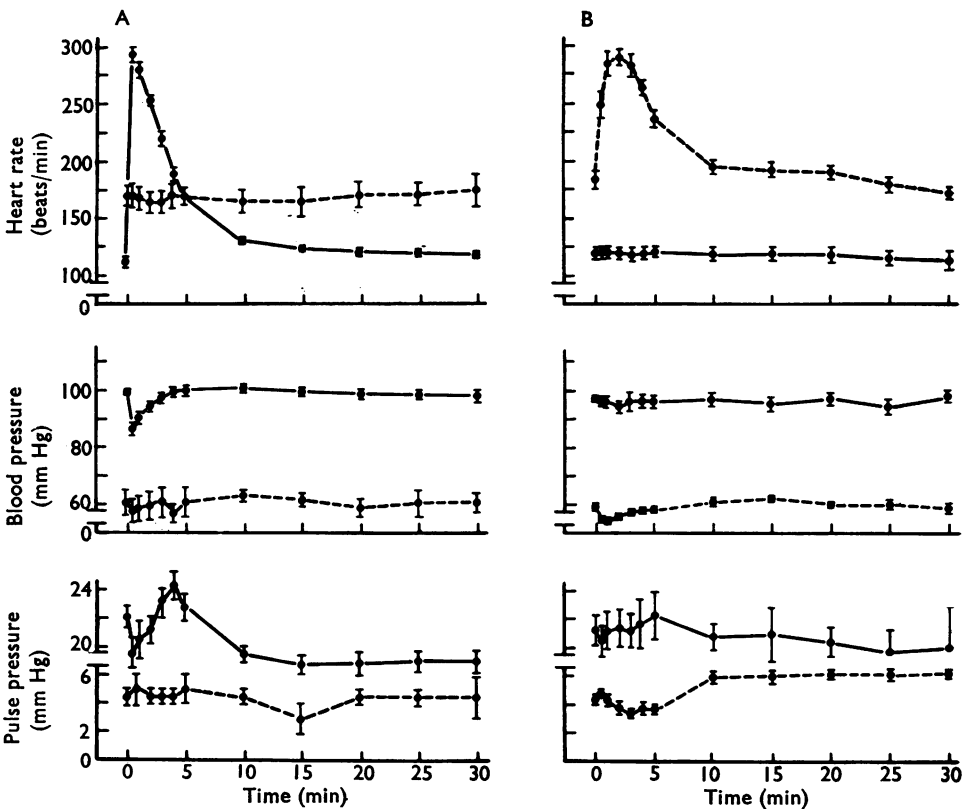 A
B
300
250
200
150
100
0
Heart rate
(beats/min)
100
80
60
0
Blood pressure
(mm Hg)
24
20
6
4
2
0
Pulse pressure
(mm Hg)
0 5 10 15 20 25 30
Time (min)
0 5 10 15 20 25 30
Time (min)